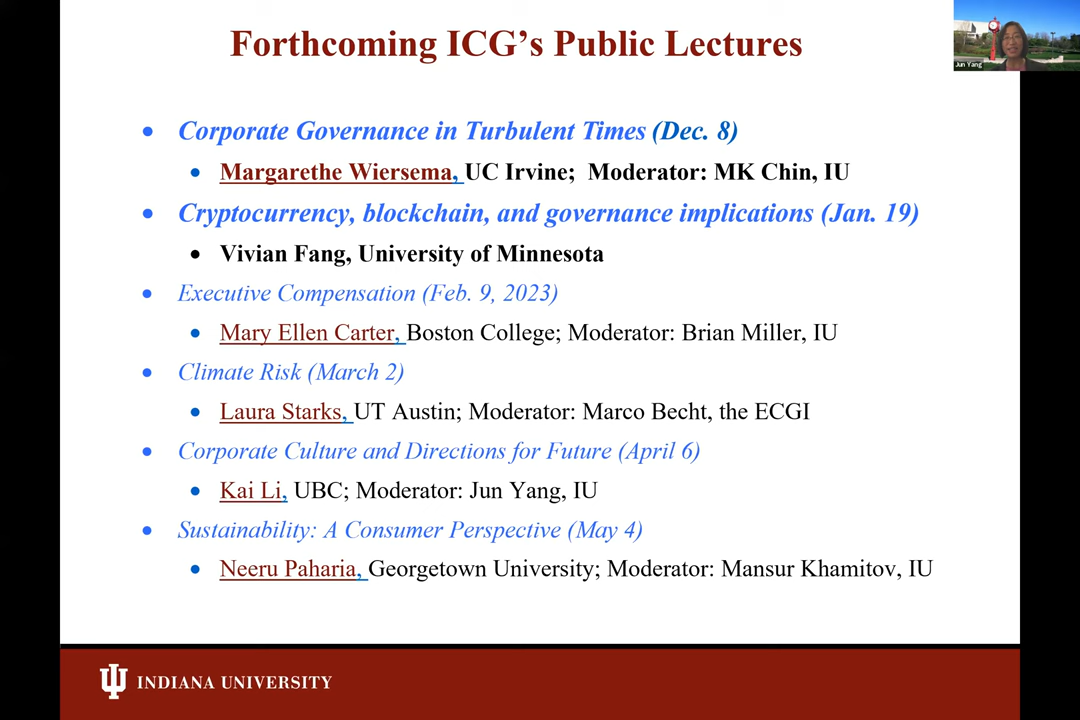 Forthcoming ICG's Public Lectures
Jun Yang
• Corporate Governance in Turbulent Times (Dec. 8)
• Margarethe Wiersema, UC Irvine; Moderator: MK Chin, IU
• Cryptocurrency, blockchain, and governance implications (Jan. 19)
• Vivian Fang, University of Minnesota
• Executive Compensation (Feb. 9, 2023)
• Mary Ellen Carter, Boston College; Moderator: Brian Miller, IU
• Climate Risk (March 2)
• Laura Starks, UT Austin; Moderator: Marco Becht, the ECGI
• Corporate Culture and Directions for Future (April 6)
• Kai Li, UBC; Moderator: Jun Yang, IU
• Sustainability: A Consumer Perspective (May 4)
• Neeru Paharia, Georgetown University; Moderator: Mansur Khamitov, IU
INDIANA UNIVERSITY